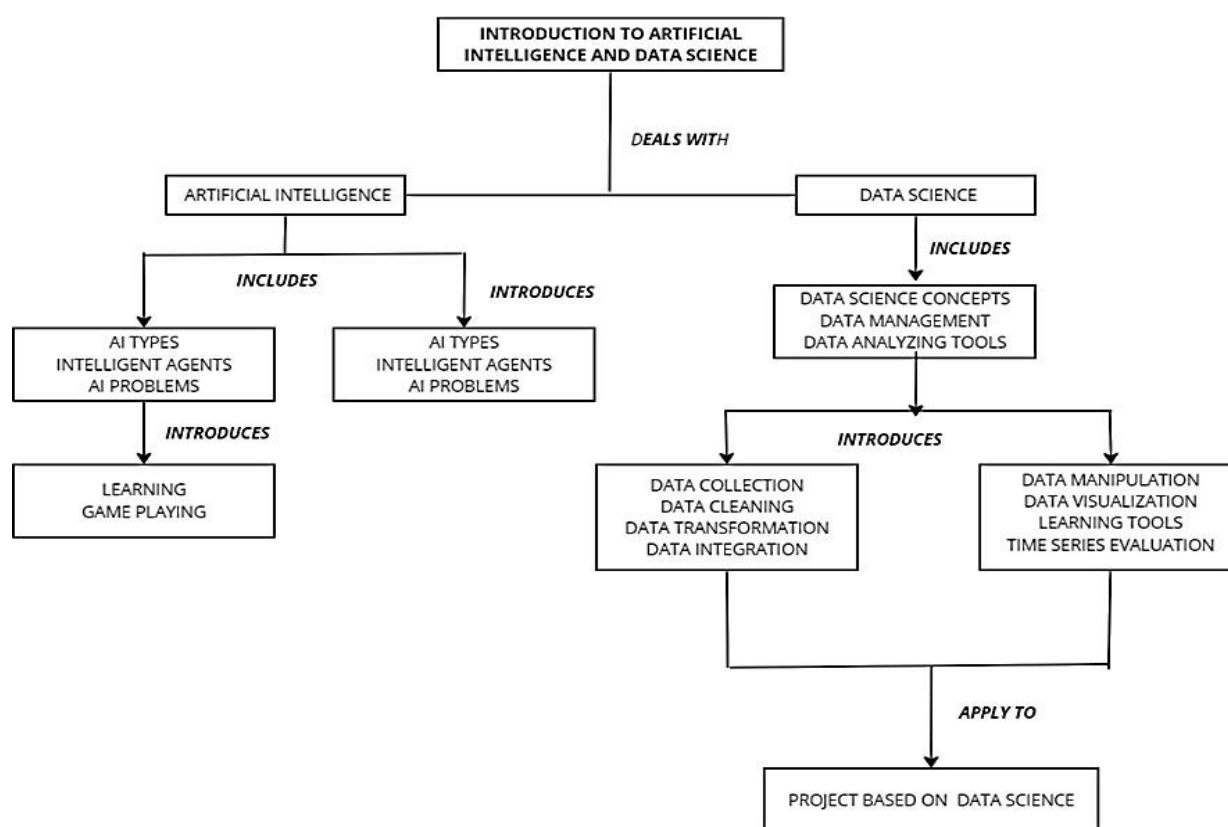 INTRODUCTION TO ARTIFICIAL
INTELLIGENCE AND DATA SCIENCE
DEALS WITH
ARTIFICIAL INTELLIGENCE
DATA SCIENCE
INCLUDES
INCLUDES
INTRODUCES
DATA SCIENCE CONCEPTS
DATA MANAGEMENT
DATA ANALYZING TOOLS
AI TYPES
INTELLIGENT AGENTS
AI PROBLEMS
AI TYPES
INTELLIGENT AGENTS
AI PROBLEMS
INTRODUCES
INTRODUCES
LEARNING
GAME PLAYING
DATA COLLECTION
DATA CLEANING
DATA TRANSFORMATION
DATA INTEGRATION
DATA MANIPULATION
DATA VISUALIZATION
LEARNING TOOLS
TIME SERIES EVALUATION
APPLY TO
PROJECT BASED ON DATA SCIENCE